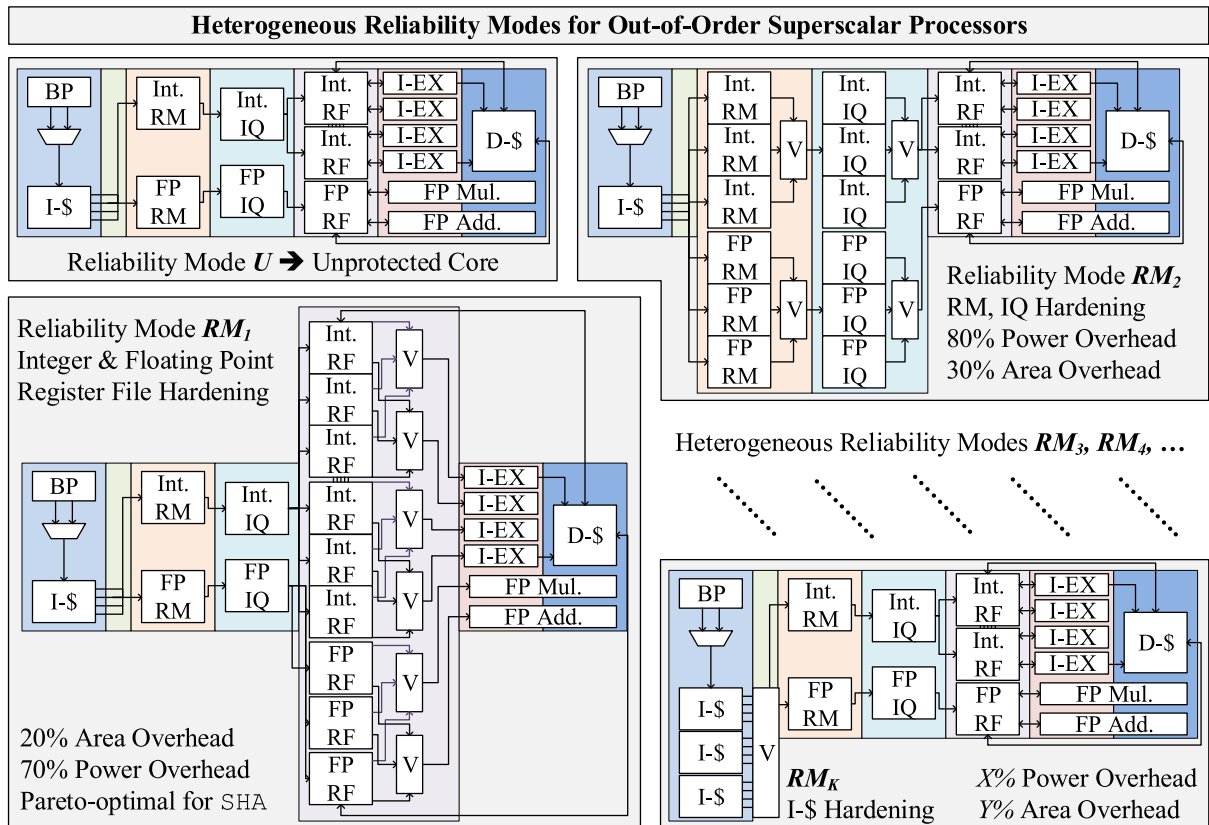 Heterogeneous Reliability Modes for Out-of-Order Superscalar Processors
BP
I-$
Int.
RM
FP
RM
Int.
IQ
FP
IQ
Int.
RF
Int.
RF
FP
RF
I-EX
I-EX
I-EX
I-EX
FP Mul.
FP Add.
D-$
Reliability Mode U ➔ Unprotected Core
BP
I-$
Int.
RM
Int.
RM
Int.
RM
FP
RM
FP
RM
FP
RM
V
V
Int.
IQ
Int.
IQ
Int.
IQ
FP
IQ
FP
IQ
FP
IQ
V
V
Int.
RF
Int.
RF
FP
RF
I-EX
I-EX
I-EX
I-EX
FP Mul.
FP Add.
D-$
Reliability Mode RM2
RM, IQ Hardening
80% Power Overhead
30% Area Overhead
Reliability Mode RM1
Integer & Floating Point
Register File Hardening
BP
I-$
Int.
RM
FP
RM
Int.
IQ
FP
IQ
Int.
RF
Int.
RF
Int.
RF
Int.
RF
Int.
RF
Int.
RF
FP
RF
FP
RF
FP
RF
V
V
V
V
V
V
I-EX
I-EX
I-EX
I-EX
FP Mul.
FP Add.
D-$
20% Area Overhead
70% Power Overhead
Pareto-optimal for SHA
Heterogeneous Reliability Modes RM3, RM4, …
BP
I-$
I-$
I-$
V
Int.
RM
FP
RM
Int.
IQ
FP
IQ
Int.
RF
Int.
RF
FP
RF
I-EX
I-EX
I-EX
I-EX
FP Mul.
FP Add.
D-$
RMK
I-$ Hardening
X% Power Overhead
Y% Area Overhead